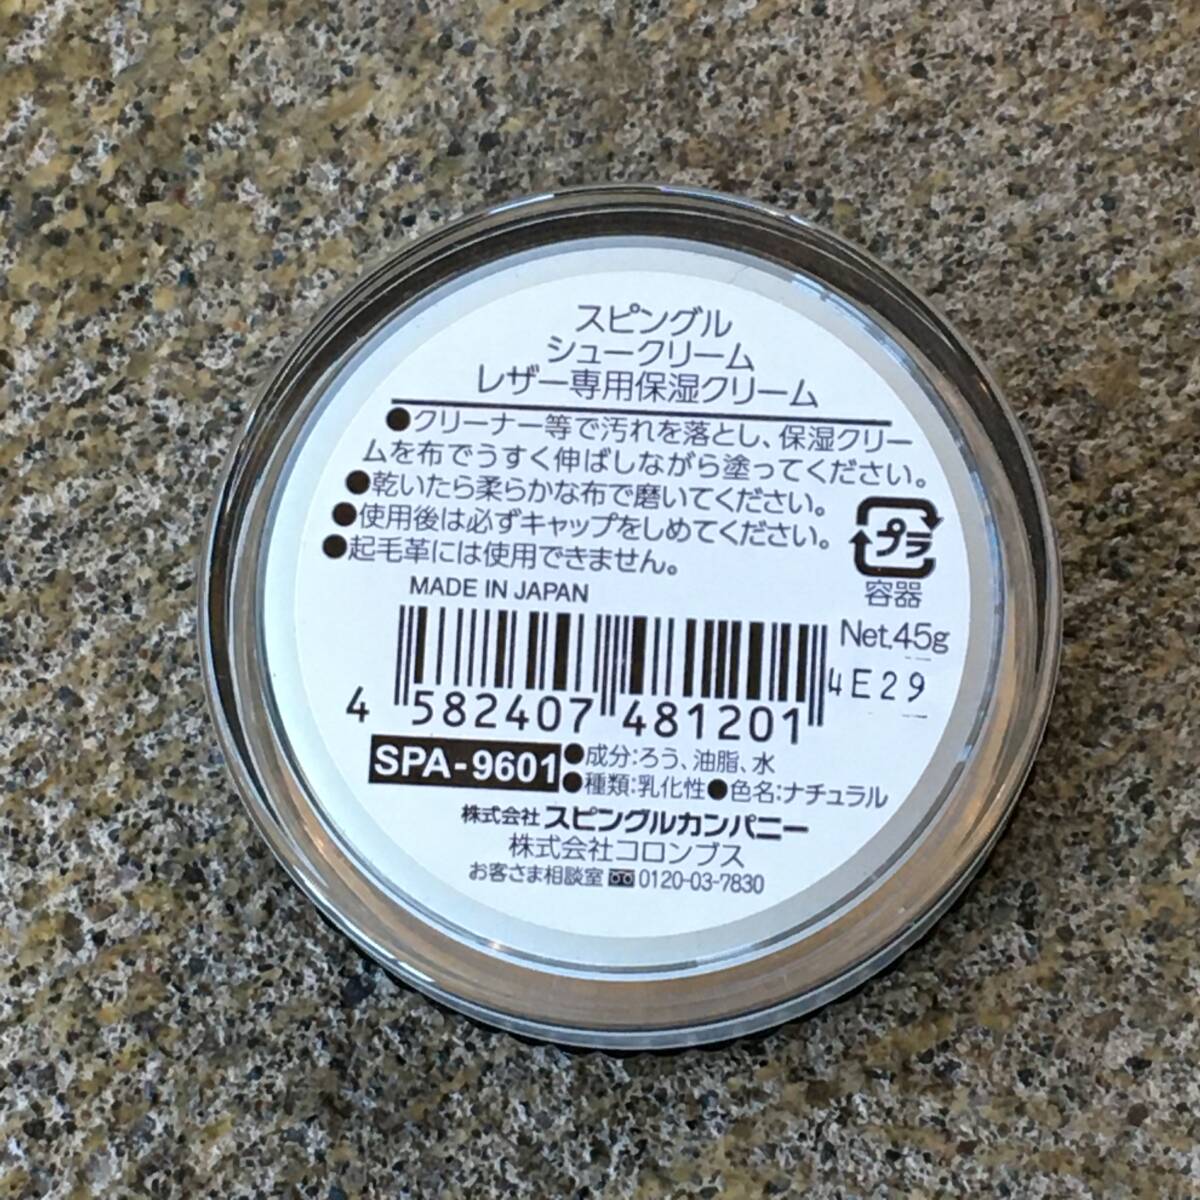 スピングル
シュークリーム
レザー専用保湿クリーム
●クリーナー等で汚れを落とし、保湿クリー
ムを布でうすく伸ばしながら塗ってください。
●乾いたら柔らかな布で磨いてください。
●使用後は必ずキャップをしめてください。
●起毛革には使用できません。
プラ
容器
MADE IN JAPAN
Net.45g
4E29
4 582407 481201
SPA-9601
●成分:ろう、油脂、水
●種類:乳化性●色名:ナチュラル
株式会社 スピングルカンパニー
株式会社コロンブス
お客さま相談室 0120-03-7830